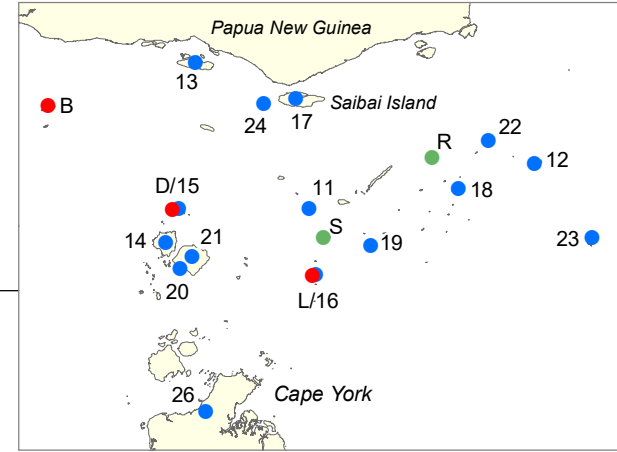 Papua New Guinea
13
B
24
17
Saibai Island
22
R
12
D/15
11
18
S
14
21
19
23
20
L/16
26
Cape York